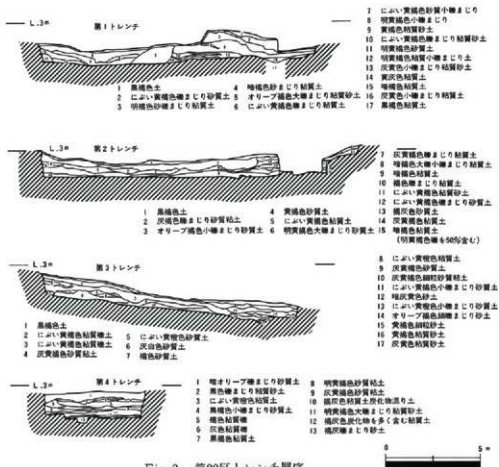 L.3m 第1トレンチ
1 黒褐色土
2 にぶい黄褐色礫まじり砂質土
3 明褐色砂礫まじり粘質土
4 暗褐色砂まじり粘質土
5 オリーブ褐色大礫まじり粘質砂土
6 にぶい黄褐色礫まじり粘質土
7 にぶい黄褐色砂質小礫まじり
8 明黄褐色小礫まじり
9 黄褐色粘質砂土
10 にぶい黄褐色礫まじり粘質砂土
11 明黄褐色砂質土
12 明黄褐色粘質小礫まじり土
13 灰黄色小礫まじり粘質砂土
14 黄灰色粘質土
15 暗褐色粘質土
16 灰黄色小礫まじり粘質土
17 黒褐色粘質土
L.3m 第2トレンチ
1 黒褐色土
2 灰褐色礫まじり砂質粘土
3 オリーブ褐色小礫まじり砂質土
4 黄褐色砂質土
5 にぶい黄褐色粘質土
6 明黄褐色大礫まじり砂質土
7 灰黄褐色礫まじり粘質土
8 暗褐色大礫小礫まじり粘質土
9 暗褐色粘質土
10 褐色礫まじり粘質土
11 にぶい黄褐色粘質砂土
12 にぶい黄褐色礫まじり砂質土
13 褐灰色砂質土
14 灰黄褐色粘質土
15 暗褐色粘質土
(明黄褐色礫を50%含む)
L.3m 第3トレンチ
1 黒褐色土
2 にぶい黄褐色粘質礫土
3 にぶい黄褐色粘質礫土
4 灰黄褐色砂質粘土
5 にぶい黄橙色砂質土
6 灰白色砂質土
7 褐色砂質土
8 にぶい黄橙色粘質土
9 灰黄褐色砂質土
10 灰黄色細粒砂質粘土
11 にぶい黄褐色小礫まじり砂質土
12 暗灰黄色砂土
13 にぶい黄橙色小礫まじり砂質土
14 オリーブ褐色細礫まじり砂土
15 黄褐色細粒砂土
16 黄褐色粘質砂土
17 灰黄色粘質土
L.3m 第4トレンチ
1 暗オリーブ礫まじり砂質土
2 黒色礫まじり砂質土
3 にぶい黄橙色粘質土
4 黒褐色小礫まじり砂質土
5 褐色粘質礫
6 灰色粘質礫
7 黒褐色粘質土
8 明黄褐色砂質粘土
9 黄褐色砂質粘土
10 褐灰色粘質土炭化物混り土
11 明黄褐色大礫まじり粘質砂土
12 褐灰色炭化物を多く含む粘質土
13 褐灰礫まじり砂土
0 5m